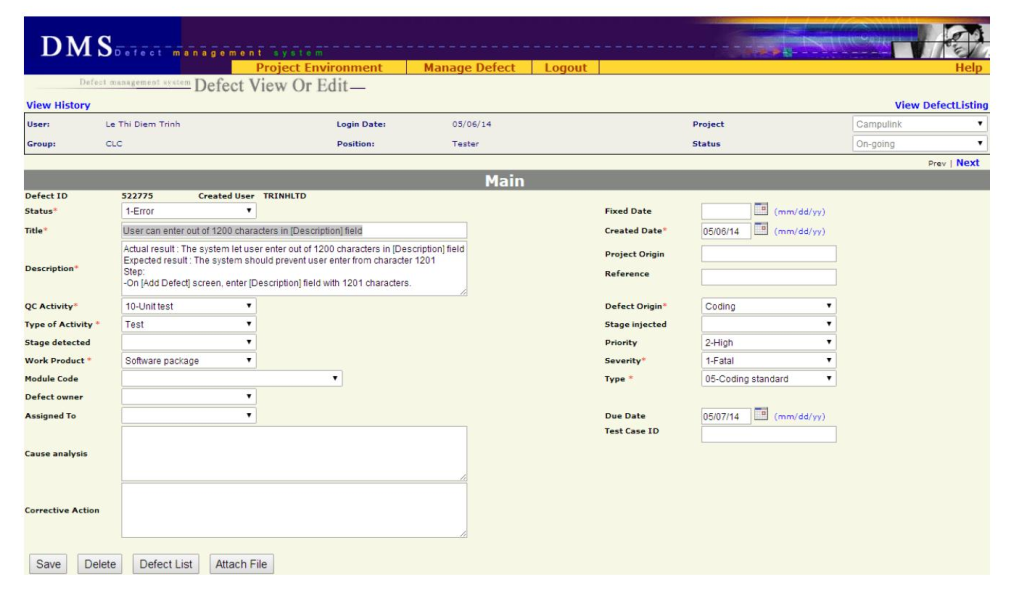 DMS Defect management system
Project Environment Manage Defect Logout Help
Defect management system Defect View Or Edit
View History View DefectListing
User: Le Thi Diem Trinh Login Date: 05/06/14 Project Campulink
Group: CLC Position: Tester Status On-going
Prev | Next
Main
Defect ID 522775 Created User TRINHLTD
Status* 1-Error Fixed Date (mm/dd/yy)
Title* User can enter out of 1200 characters in [Description] field Created Date* 05/06/14 (mm/dd/yy)
Description* Actual result : The system let user enter out of 1200 characters in [Description] field
Expected result : The system should prevent user enter from character 1201
Step:
-On [Add Defect] screen, enter [Description] field with 1201 characters.
Project Origin
Reference
QC Activity* 10-Unit test Defect Origin* Coding
Type of Activity * Test Stage injected
Stage detected Priority 2-High
Work Product * Software package Severity* 1-Fatal
Module Code Type * 05-Coding standard
Defect owner
Assigned To Due Date 05/07/14 (mm/dd/yy)
Test Case ID
Cause analysis
Corrective Action
Save Delete Defect List Attach File